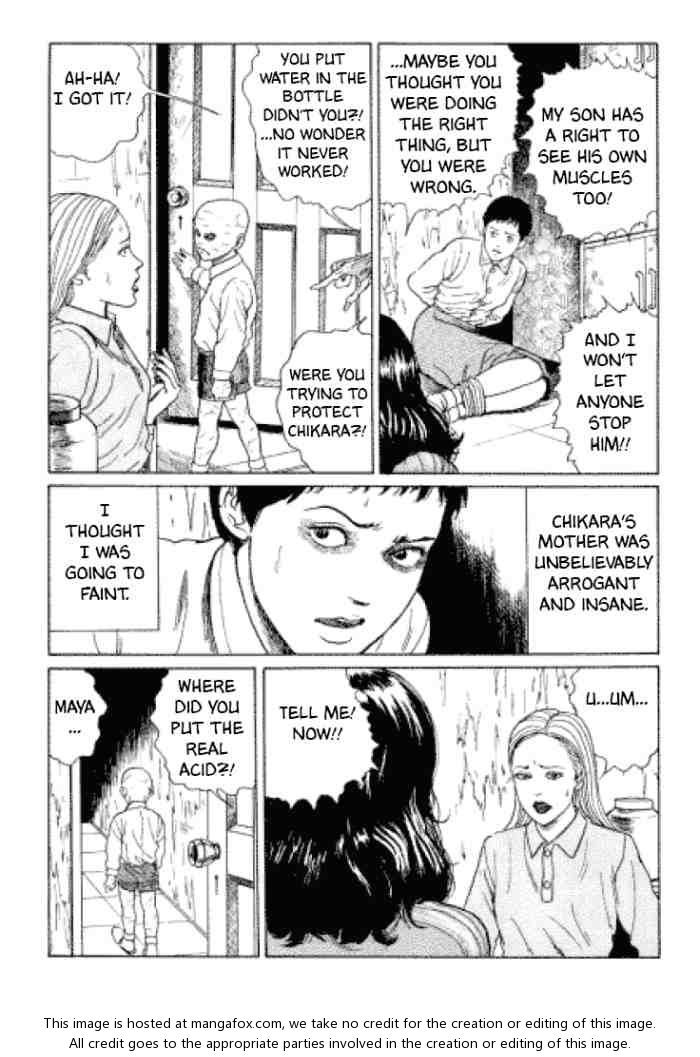 AH-HA!
I GOT IT!
YOU PUT
WATER IN THE
BOTTLE
DIDN'T YOU?!
...NO WONDER
IT NEVER
WORKED!
WERE YOU
TRYING TO
PROTECT
CHIKARA?!
...MAYBE YOU
THOUGHT YOU
WERE DOING
THE RIGHT
THING, BUT
YOU WERE
WRONG.
MY SON HAS
A RIGHT TO
SEE HIS OWN
MUSCLES
TOO!
AND I
WON'T
LET
ANYONE
STOP
HIM!!
I
THOUGHT
I WAS
GOING TO
FAINT.
CHIKARA'S
MOTHER WAS
UNBELIEVABLY
ARROGANT
AND INSANE.
MAYA
...
WHERE
DID YOU
PUT THE
REAL
ACID?!
TELL ME!
NOW!!
U...UM...
This image is hosted at mangafox.com, we take no credit for the creation or editing of this image.
All credit goes to the appropriate parties involved in the creation or editing of this image.